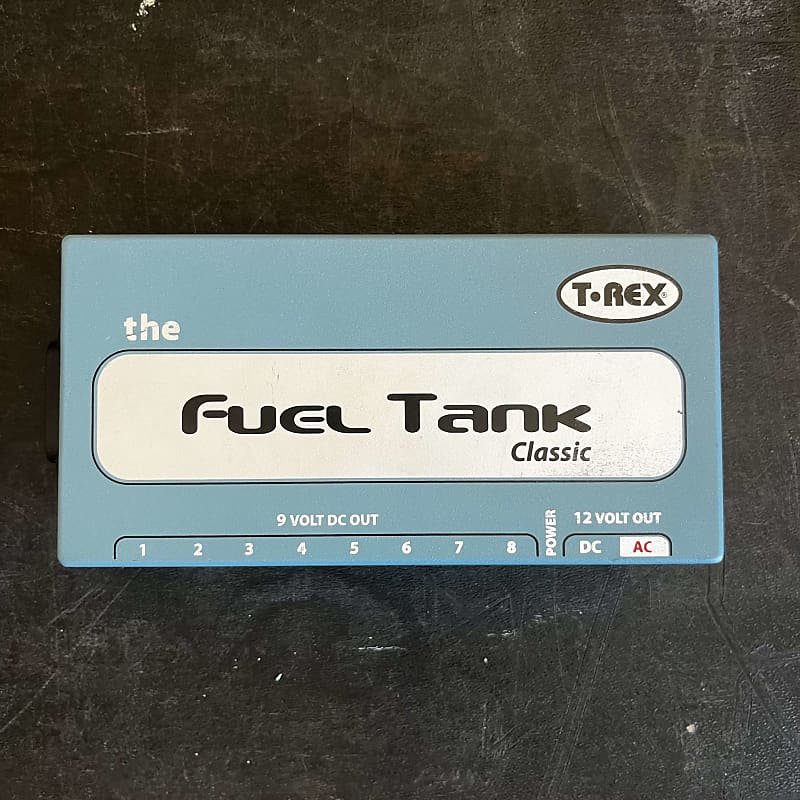 T•REX®
the
Fuel Tank
Classic
9 VOLT DC OUT
1 2 3 4 5 6 7 8
POWER
12 VOLT OUT
DC AC